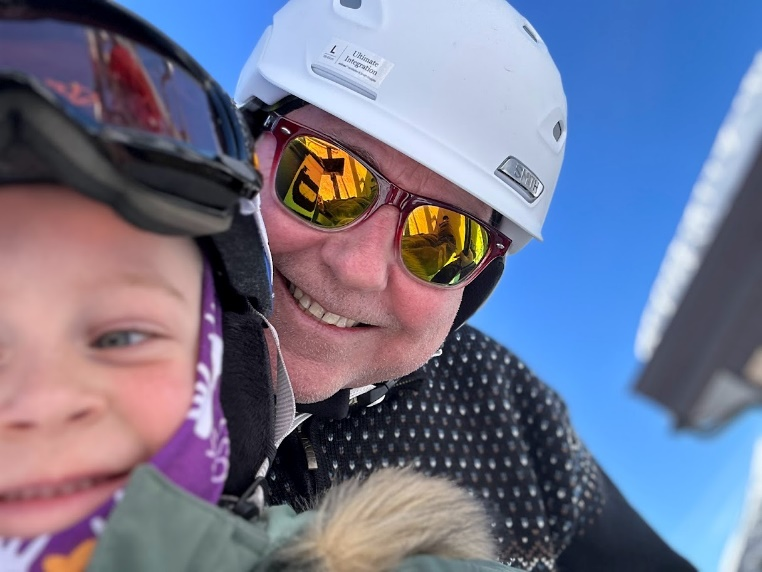 L
Ultimate
Integration
SMITH